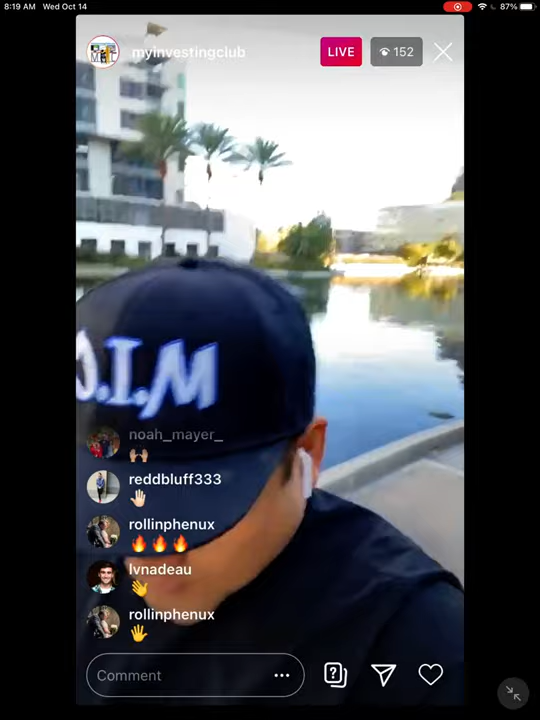 8:19 AM Wed Oct 14
87%
myinvestingclub
LIVE
152
M.I.C
noah_mayer_
reddbluff333
rollinphenux
lvnadeau
rollinphenux
Comment